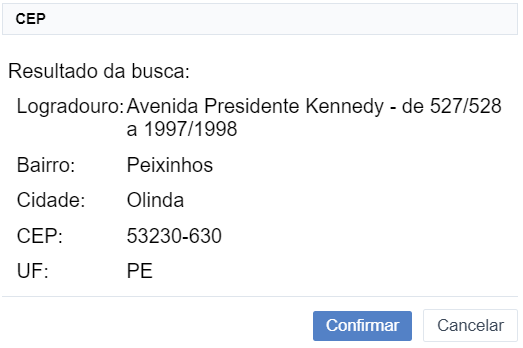 CEP
Resultado da busca:
Logradouro: Avenida Presidente Kennedy - de 527/528
a 1997/1998
Bairro: Peixinhos
Cidade: Olinda
CEP: 53230-630
UF: PE
Confirmar Cancelar